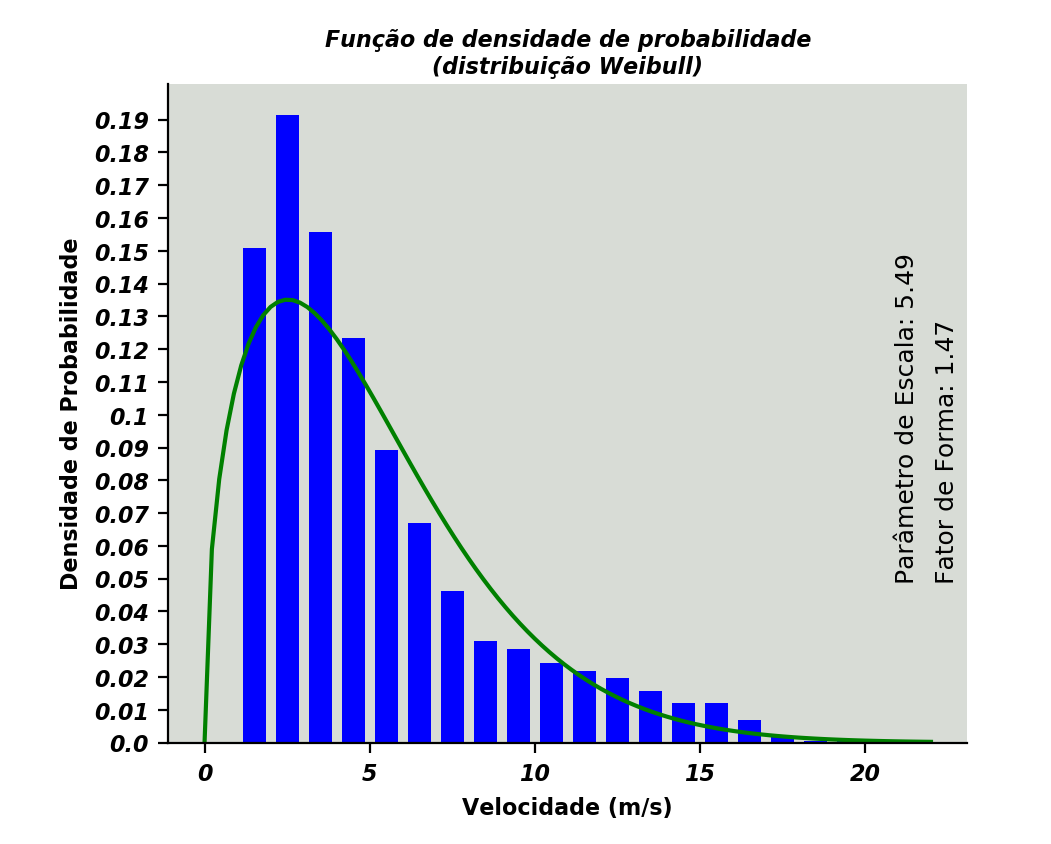 Função de densidade de probabilidade
(distribuição Weibull)
Densidade de Probabilidade
0.19
0.18
0.17
0.16
0.15
0.14
0.13
0.12
0.11
0.1
0.09
0.08
0.07
0.06
0.05
0.04
0.03
0.02
0.01
0.0
Parâmetro de Escala: 5.49
Fator de Forma: 1.47
0 5 10 15 20
Velocidade (m/s)